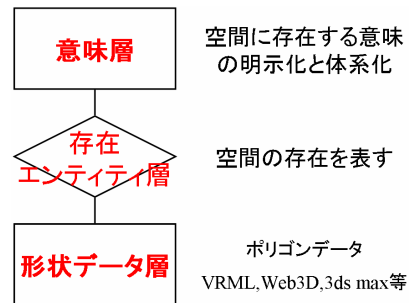 意味層
空間に存在する意味
の明示化と体系化
存在
エンティティ層
空間の存在を表す
形状データ層
ポリゴンデータ
VRML,Web3D,3ds max等